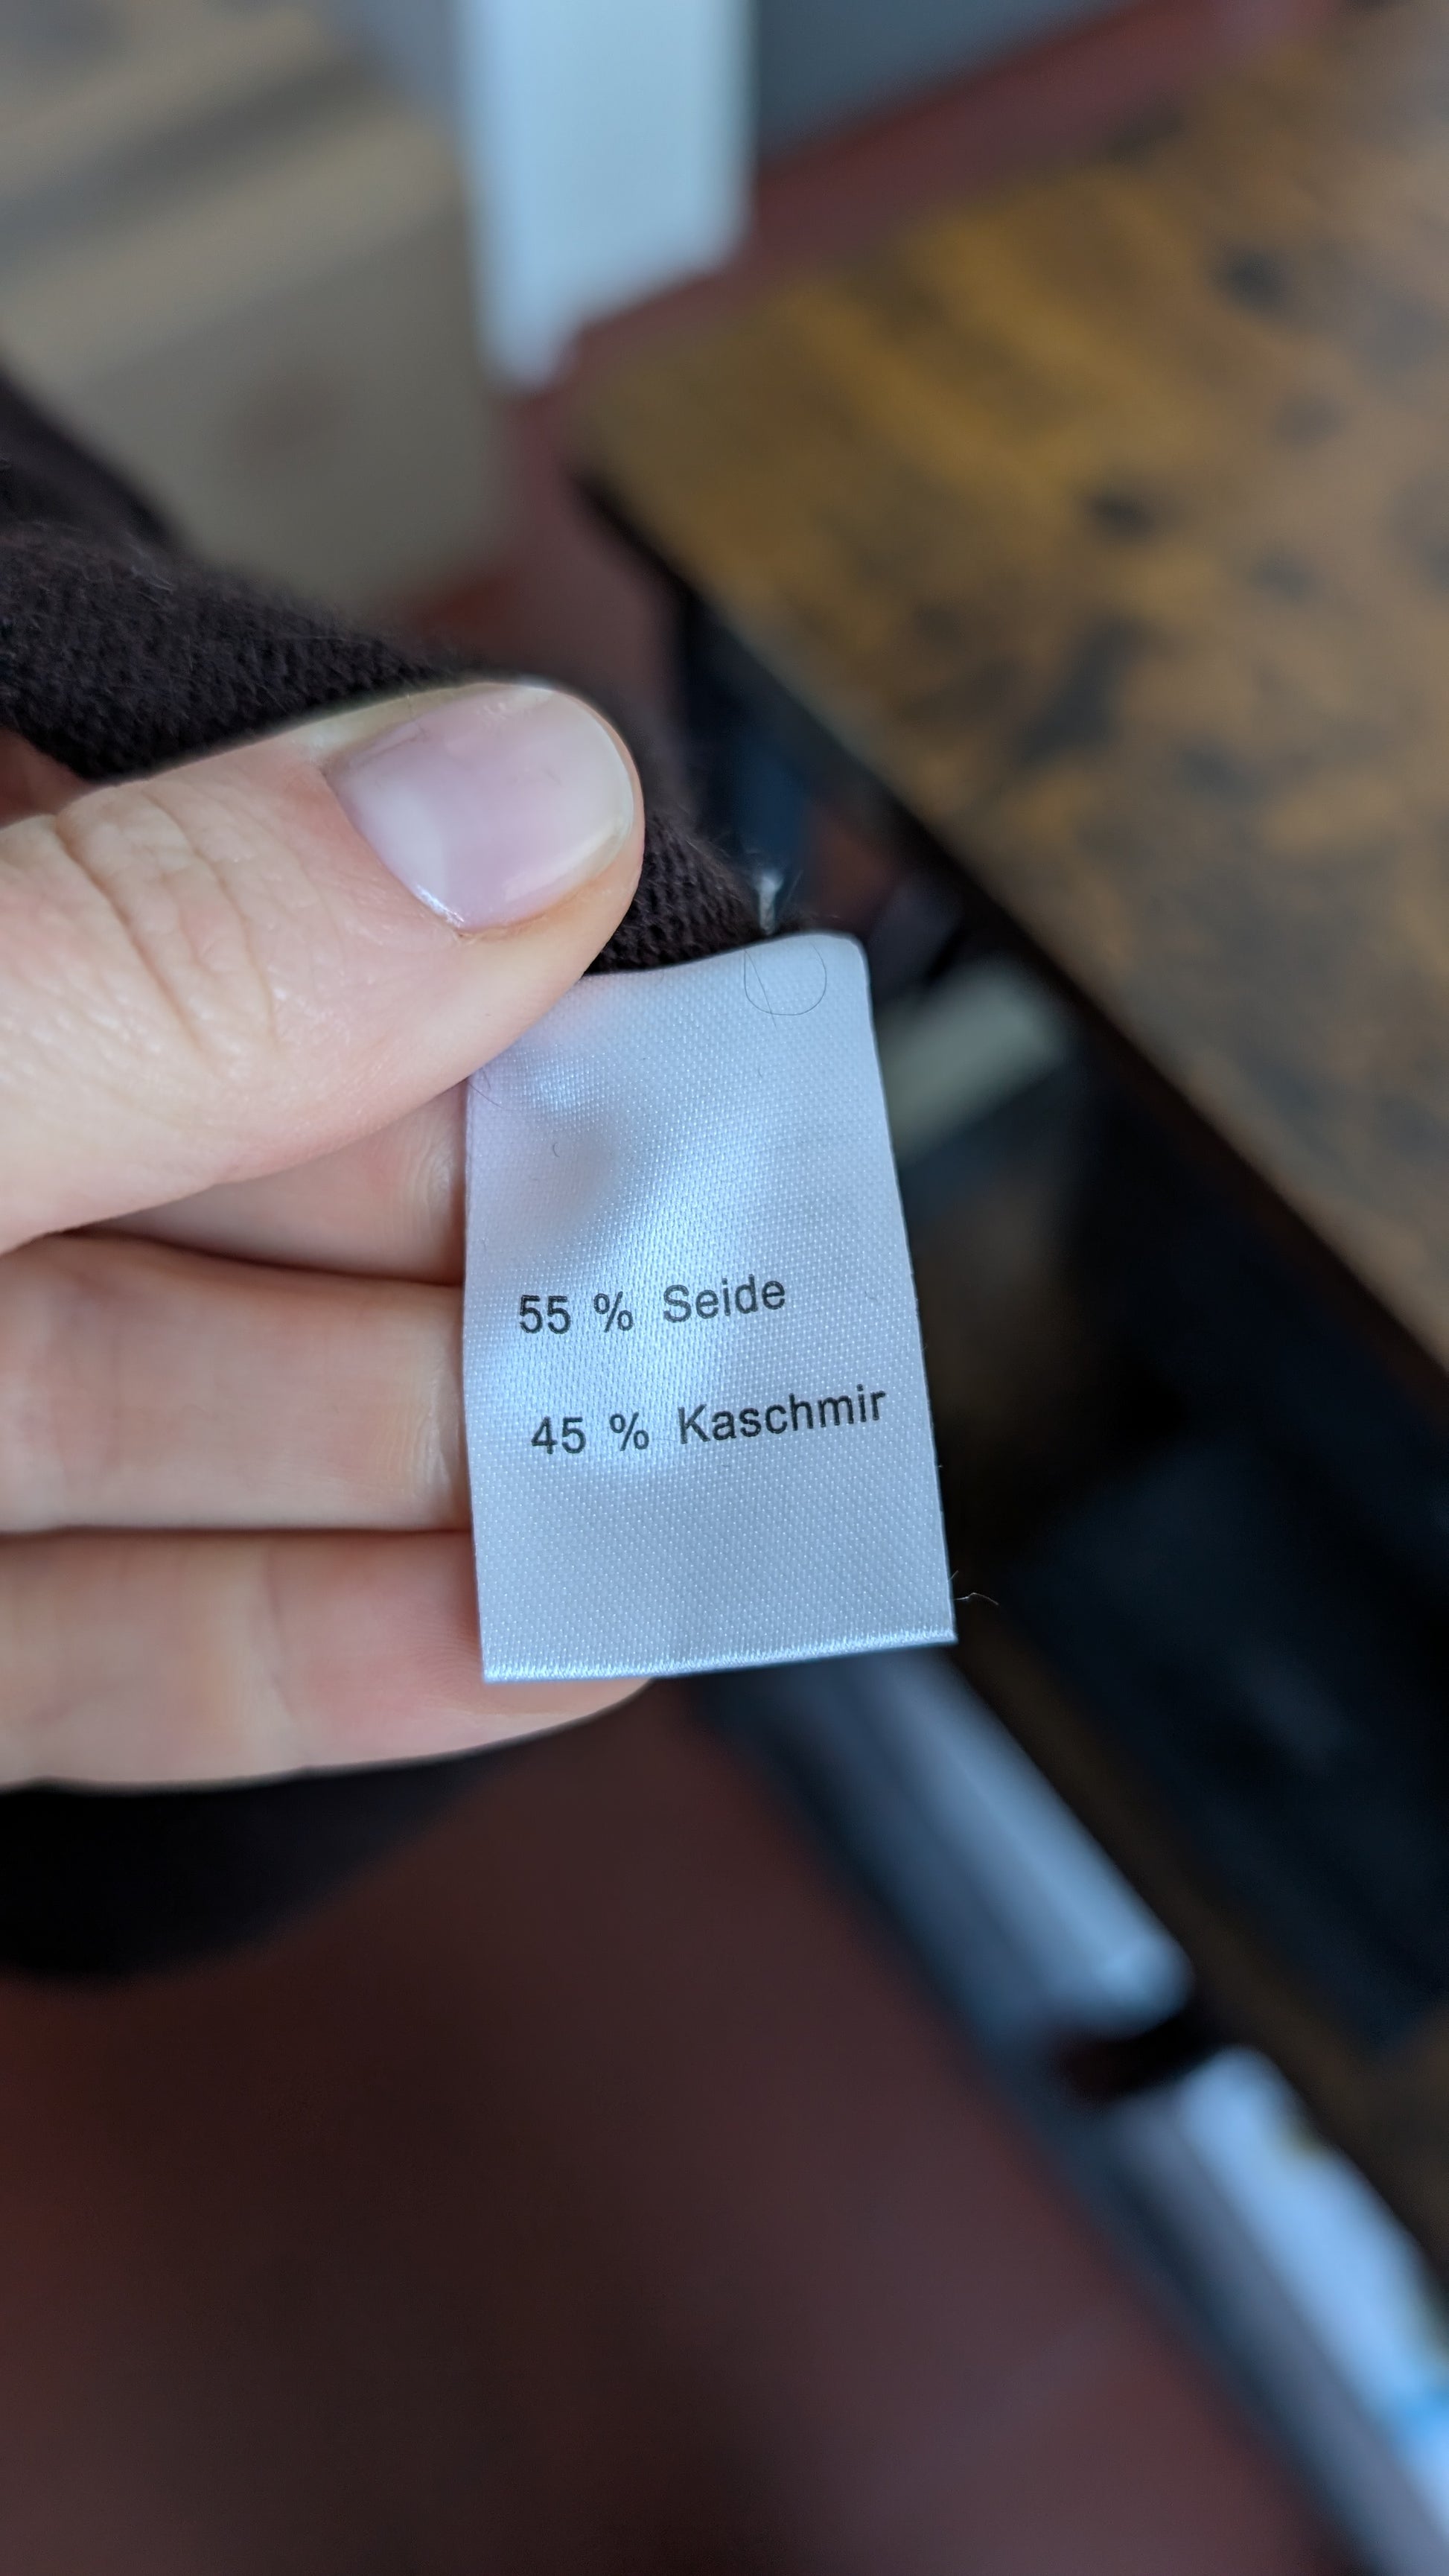 55 % Seide
45 % Kaschmir